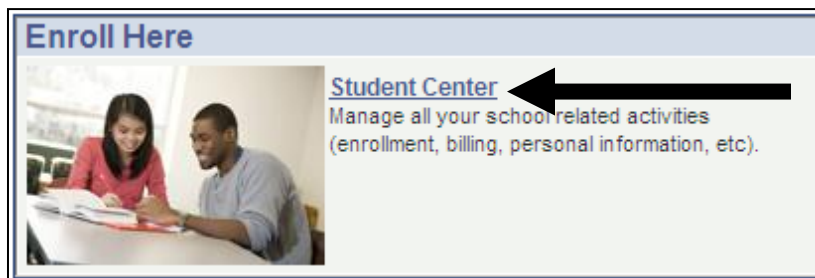 Enroll Here
Student Center
Manage all your school related activities
(enrollment, billing, personal information, etc).